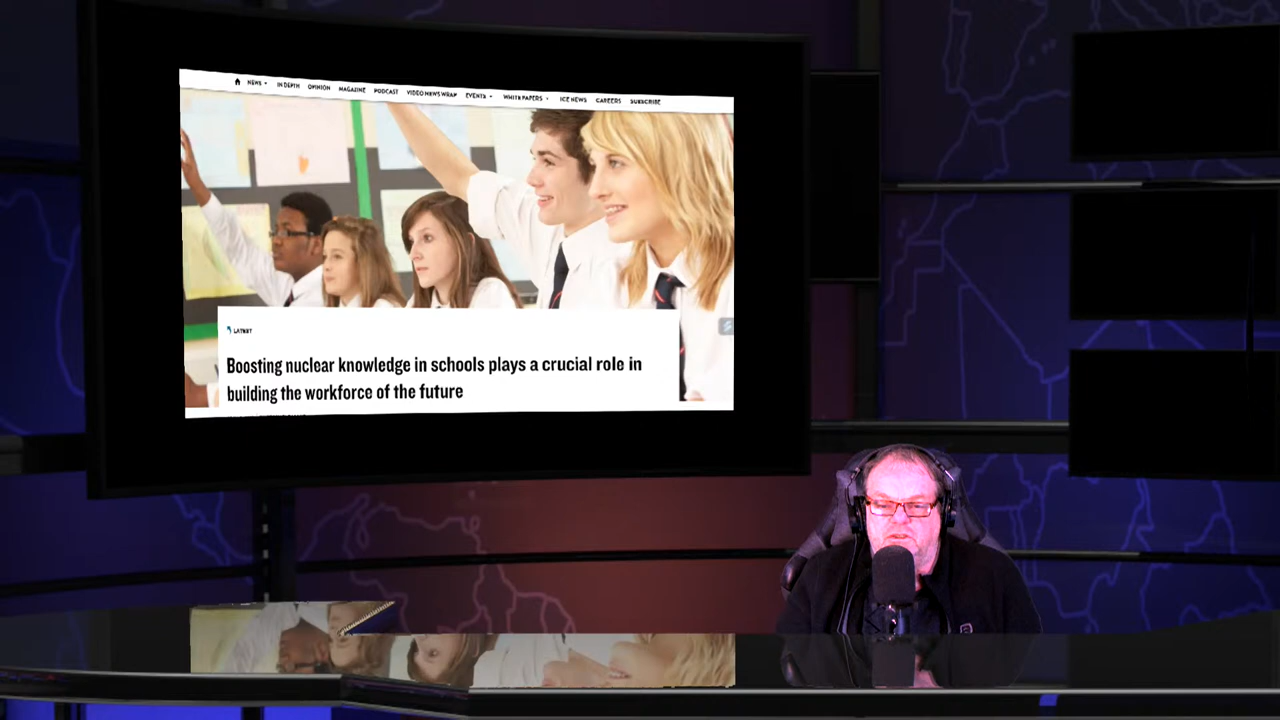 NEWS IN DEPTH OPINION MAGAZINE PODCAST VIDEO NEWS WRAP EVENTS WHITE PAPERS ICE NEWS CAREERS SUBSCRIBE
LATEST
Boosting nuclear knowledge in schools plays a crucial role in
building the workforce of the future